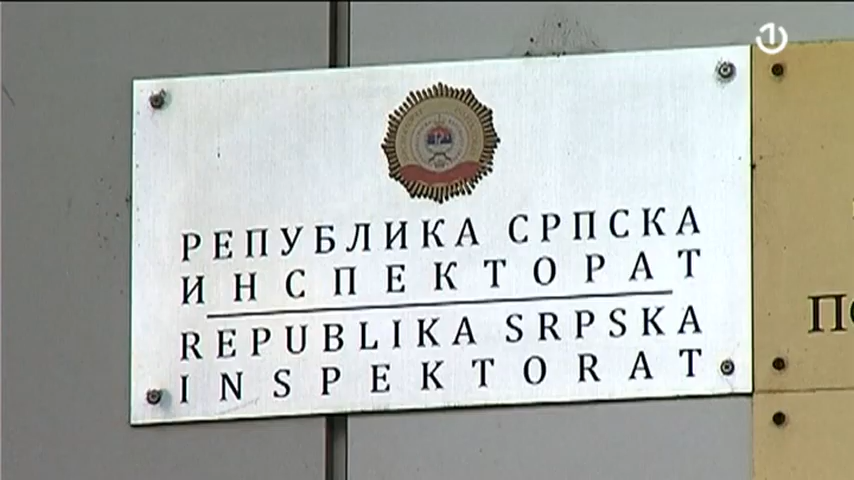 РЕПУБЛИКА СРПСКА
ИНСПЕКТОРАТ
REPUBLIKA SRPSKA
INSPEKTORAT